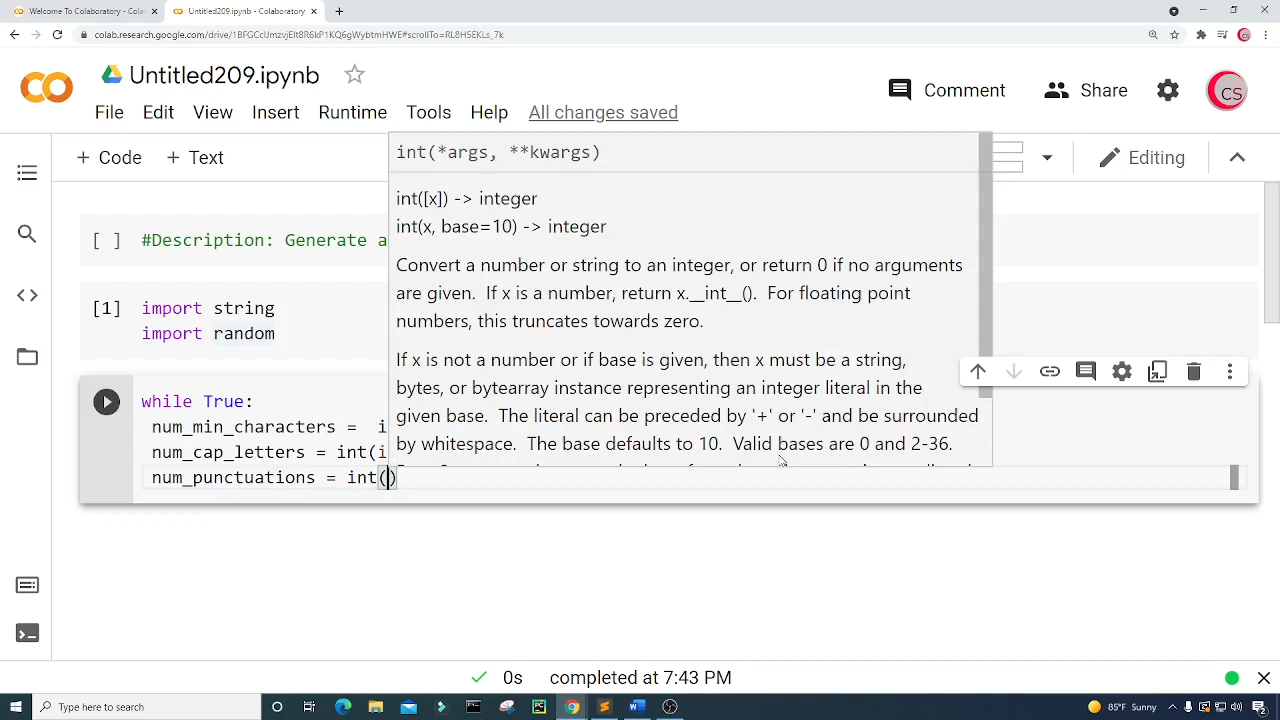 Welcome To Colaboratory - Colab
Untitled209.ipynb - Colaboratory
colab.research.google.com/drive/1BFGCcIJmzvjEIt8R6kP1KQ6gWybtmHWE#scrollTo=RL8H5EKLs_7k
Untitled209.ipynb
Comment
Share
CS
File Edit View Insert Runtime Tools Help All changes saved
+ Code + Text
Editing
int(*args, **kwargs)
int([x]) -> integer
int(x, base=10) -> integer
Convert a number or string to an integer, or return 0 if no arguments
are given. If x is a number, return x.__int__(). For floating point
numbers, this truncates towards zero.
If x is not a number or if base is given, then x must be a string,
bytes, or bytearray instance representing an integer literal in the
given base. The literal can be preceded by '+' or '-' and be surrounded
by whitespace. The base defaults to 10. Valid bases are 0 and 2-36.
[ ] #Description: Generate a
[1] import string
import random
while True:
num_min_characters = i
num_cap_letters = int(i
num_punctuations = int()
0s completed at 7:43 PM
Type here to search
85°F Sunny